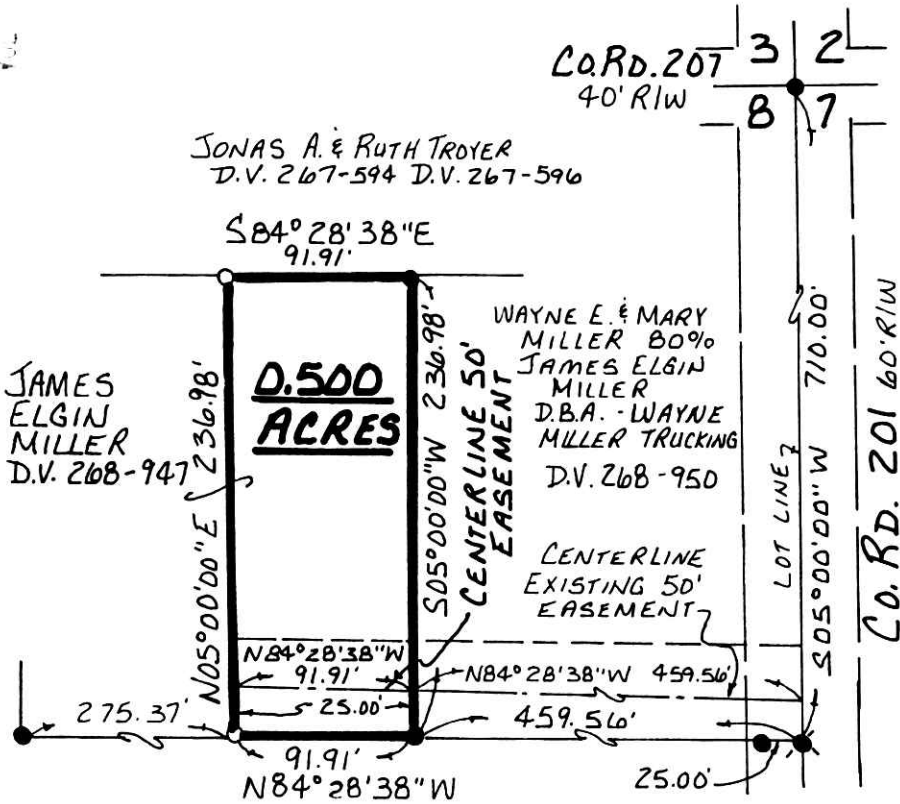 CO.RD.207
40' R/W
3 2
8 7
JONAS A. & RUTH TROYER
D.V. 267-594 D.V. 267-596
S84° 28' 38"E
91.91'
JAMES
ELGIN
MILLER
D.V. 268-947
N05°00'00"E 236.98'
0.500
ACRES
S05°00'00"W 236.98'
CENTERLINE 50'
EASEMENT
WAYNE E. & MARY
MILLER 80%
JAMES ELGIN
MILLER
D.B.A. - WAYNE
MILLER TRUCKING
D.V. 268-950
CENTERLINE
EXISTING 50'
EASEMENT
LOT LINE
S05°00'00"W 710.00'
CO. RD. 201 60' R/W
N84°28'38"W
91.91'
25.00'
N84°28'38"W 459.56'
275.37'
459.56'
91.91'
N84°28'38"W
25.00'